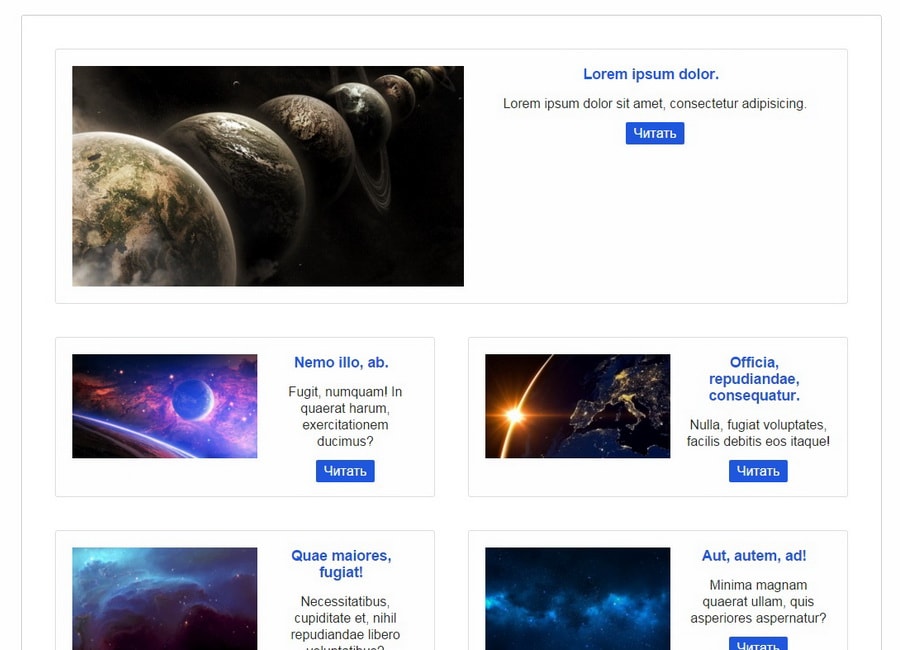 Lorem ipsum dolor.
Lorem ipsum dolor sit amet, consectetur adipisicing.
Читать
Nemo illo, ab.
Fugit, numquam! In
quaerat harum,
exercitationem
ducimus?
Читать
Officia,
repudiandae,
consequatur.
Nulla, fugiat voluptates,
facilis debitis eos itaque!
Читать
Quae maiores,
fugiat!
Necessitatibus,
cupiditate et, nihil
repudiandae libero
voluptatibus?
Aut, autem, ad!
Minima magnam
quaerat ullam, quis
asperiores aspernatur?
Читать